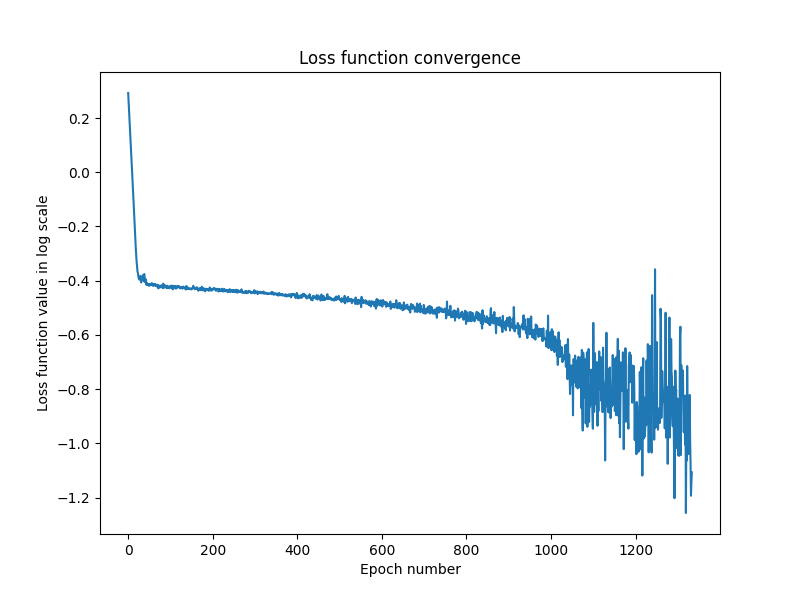 Loss function convergence
Loss function value in log scale
0.2
0.0
−0.2
−0.4
−0.6
−0.8
−1.0
−1.2
0 200 400 600 800 1000 1200
Epoch number